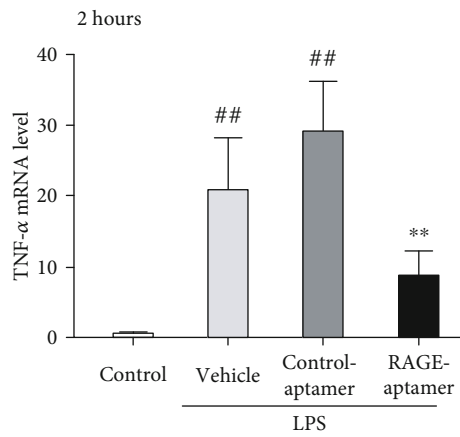 2 hours
TNF-α mRNA level
40
30
20
10
0
##
##
**
Control
Vehicle
Control-
aptamer
RAGE-
aptamer
LPS